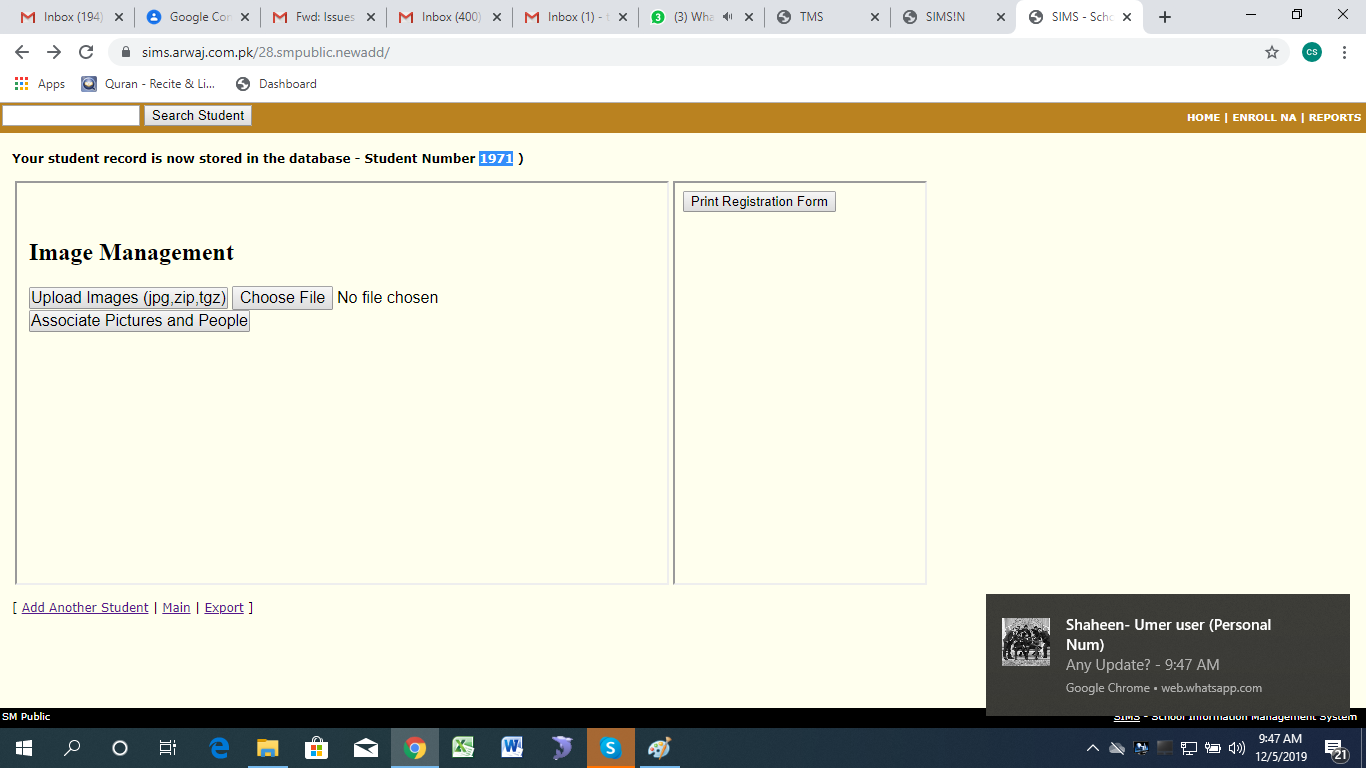 Inbox (194)
Google Con
Fwd: Issues
Inbox (400)
Inbox (1) - t
3
(3) Wha
TMS
SIMS!N
SIMS - Scho
sims.arwaj.com.pk/28.smpublic.newadd/
CS
Apps
Quran - Recite & Li...
Dashboard
Search Student
HOME | ENROLL NA | REPORTS
Your student record is now stored in the database - Student Number 1971 )
Print Registration Form
Image Management
Upload Images (jpg,zip,tgz) Choose File No file chosen
Associate Pictures and People
[ Add Another Student | Main | Export ]
Shaheen- Umer user (Personal
Num)
Any Update? - 9:47 AM
Google Chrome • web.whatsapp.com
SM Public
SIMS - School Information Management System
9:47 AM
12/5/2019
21